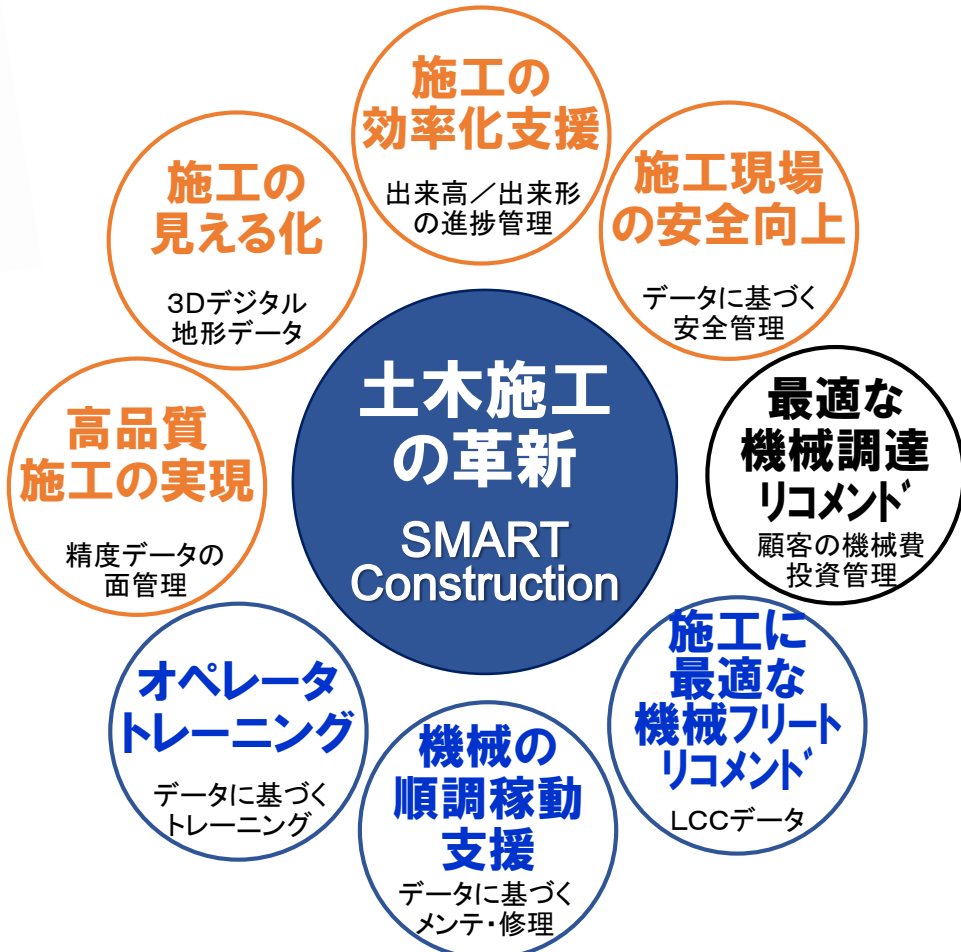 施工の
効率化支援
出来高／出来形
の進捗管理
施工現場
の安全向上
データに基づく
安全管理
最適な
機械調達
リコメンド
顧客の機械費
投資管理
施工に
最適な
機械フリート
リコメンド
LCCデータ
機械の
順調稼動
支援
データに基づく
メンテ・修理
オペレータ
トレーニング
データに基づく
トレーニング
高品質
施工の実現
精度データの
面管理
施工の
見える化
3Dデジタル
地形データ
土木施工
の革新
SMART
Construction